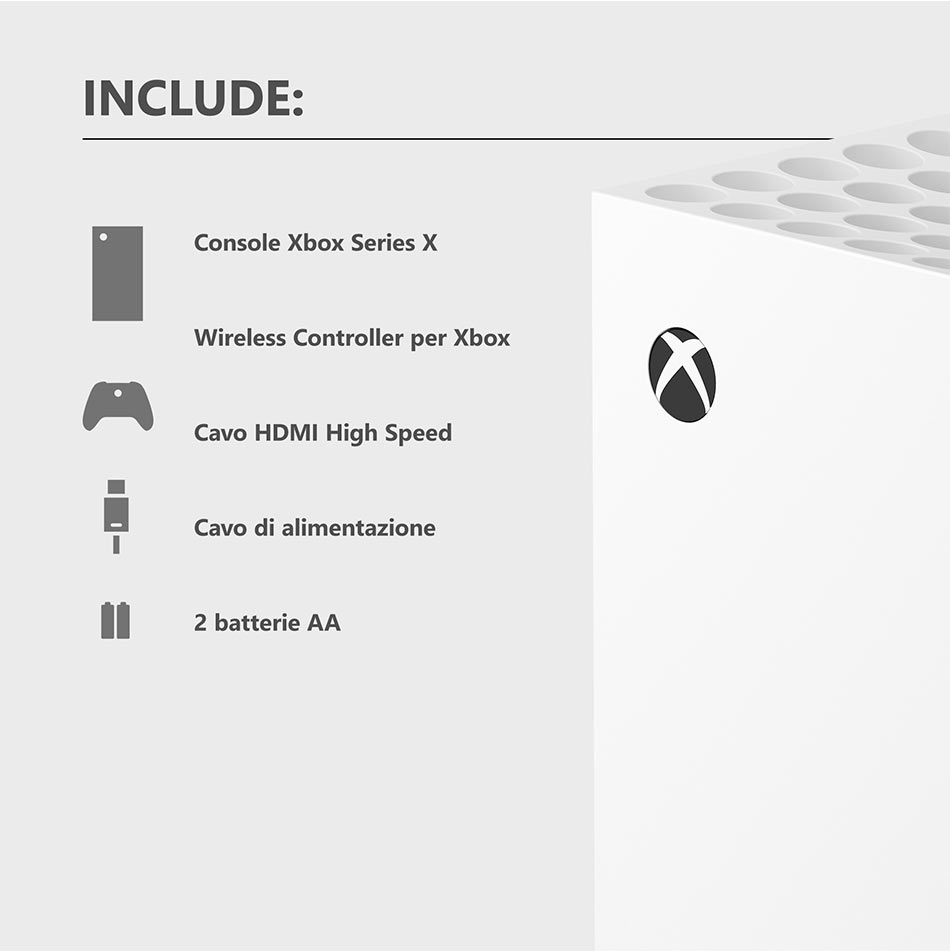 INCLUDE:
Console Xbox Series X
Wireless Controller per Xbox
Cavo HDMI High Speed
Cavo di alimentazione
2 batterie AA